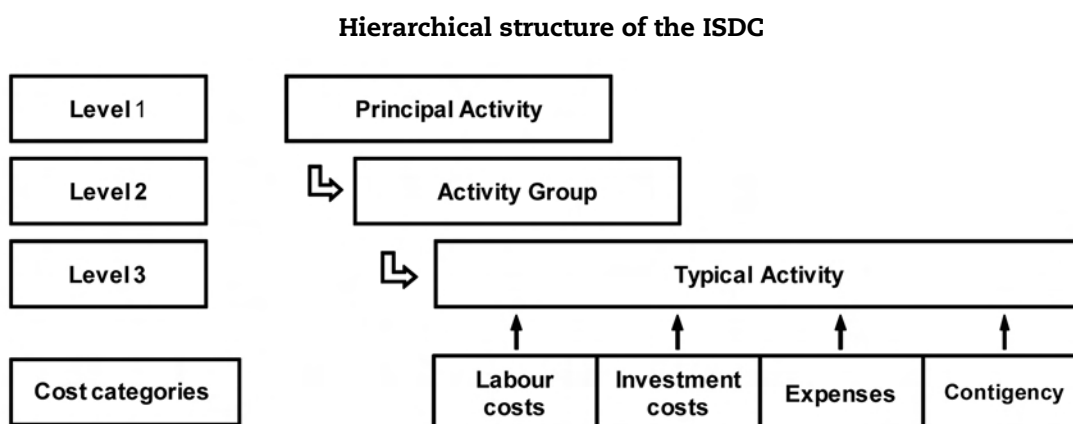 Hierarchical structure of the ISDC
Level 1
Principal Activity
Level 2
Activity Group
Level 3
Typical Activity
Cost categories
Labour
costs
Investment
costs
Expenses
Contigency